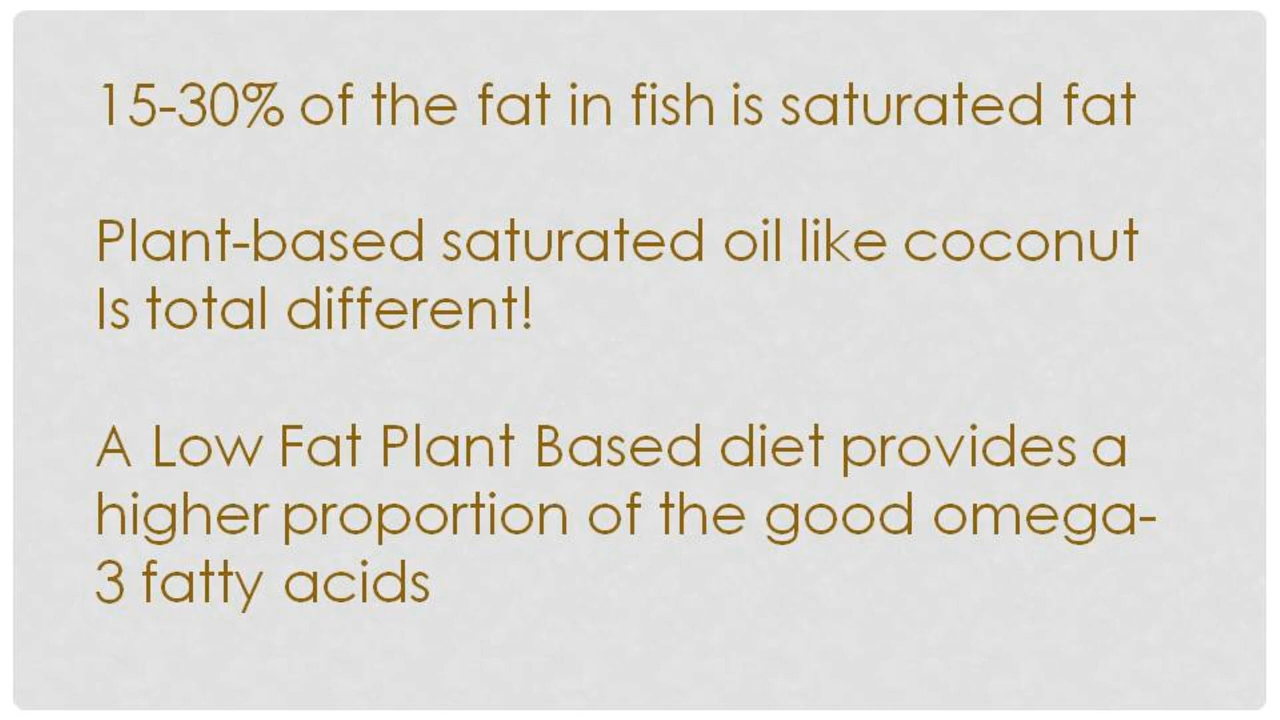 15-30% of the fat in fish is saturated fat
Plant-based saturated oil like coconut
Is total different!
A Low Fat Plant Based diet provides a
higher proportion of the good omega-
3 fatty acids